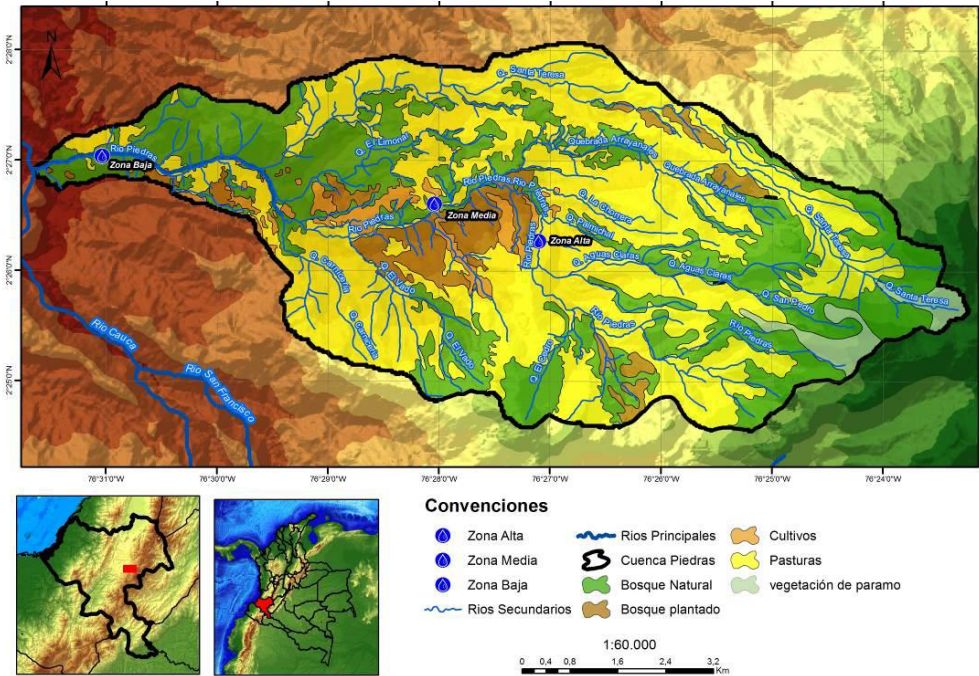 N
2°28'0"N
2°27'0"N
2°26'0"N
2°25'0"N
Q. Santa Teresa
Rio Piedras
Zona Baja
Q. El Limonal
Quebrada Arrayanales
Quebrada Arrayanales
Rio Piedras
Rio Piedras
Zona Media
Rio Piedras
Rio Piedras
Zona Alta
Q. La Chorrera
Q. Palmichal
Q. Aguas Claras
Q. Aguas Claras
Q. Santa Teresa
Q. Santa Teresa
Q. San Pedro
Rio Piedras
Rio Piedras
Q. El Vado
Q. El Vado
Q. El Cedro
Rio Cauca
Rio San Francisco
76°31'0"W
76°30'0"W
76°29'0"W
76°28'0"W
76°27'0"W
76°26'0"W
76°25'0"W
76°24'0"W
Convenciones
Zona Alta
Zona Media
Zona Baja
Rios Secundarios
Rios Principales
Cuenca Piedras
Bosque Natural
Bosque plantado
Cultivos
Pasturas
vegetación de paramo
1:60.000
0 0,4 0,8 1,6 2,4 3,2
Km